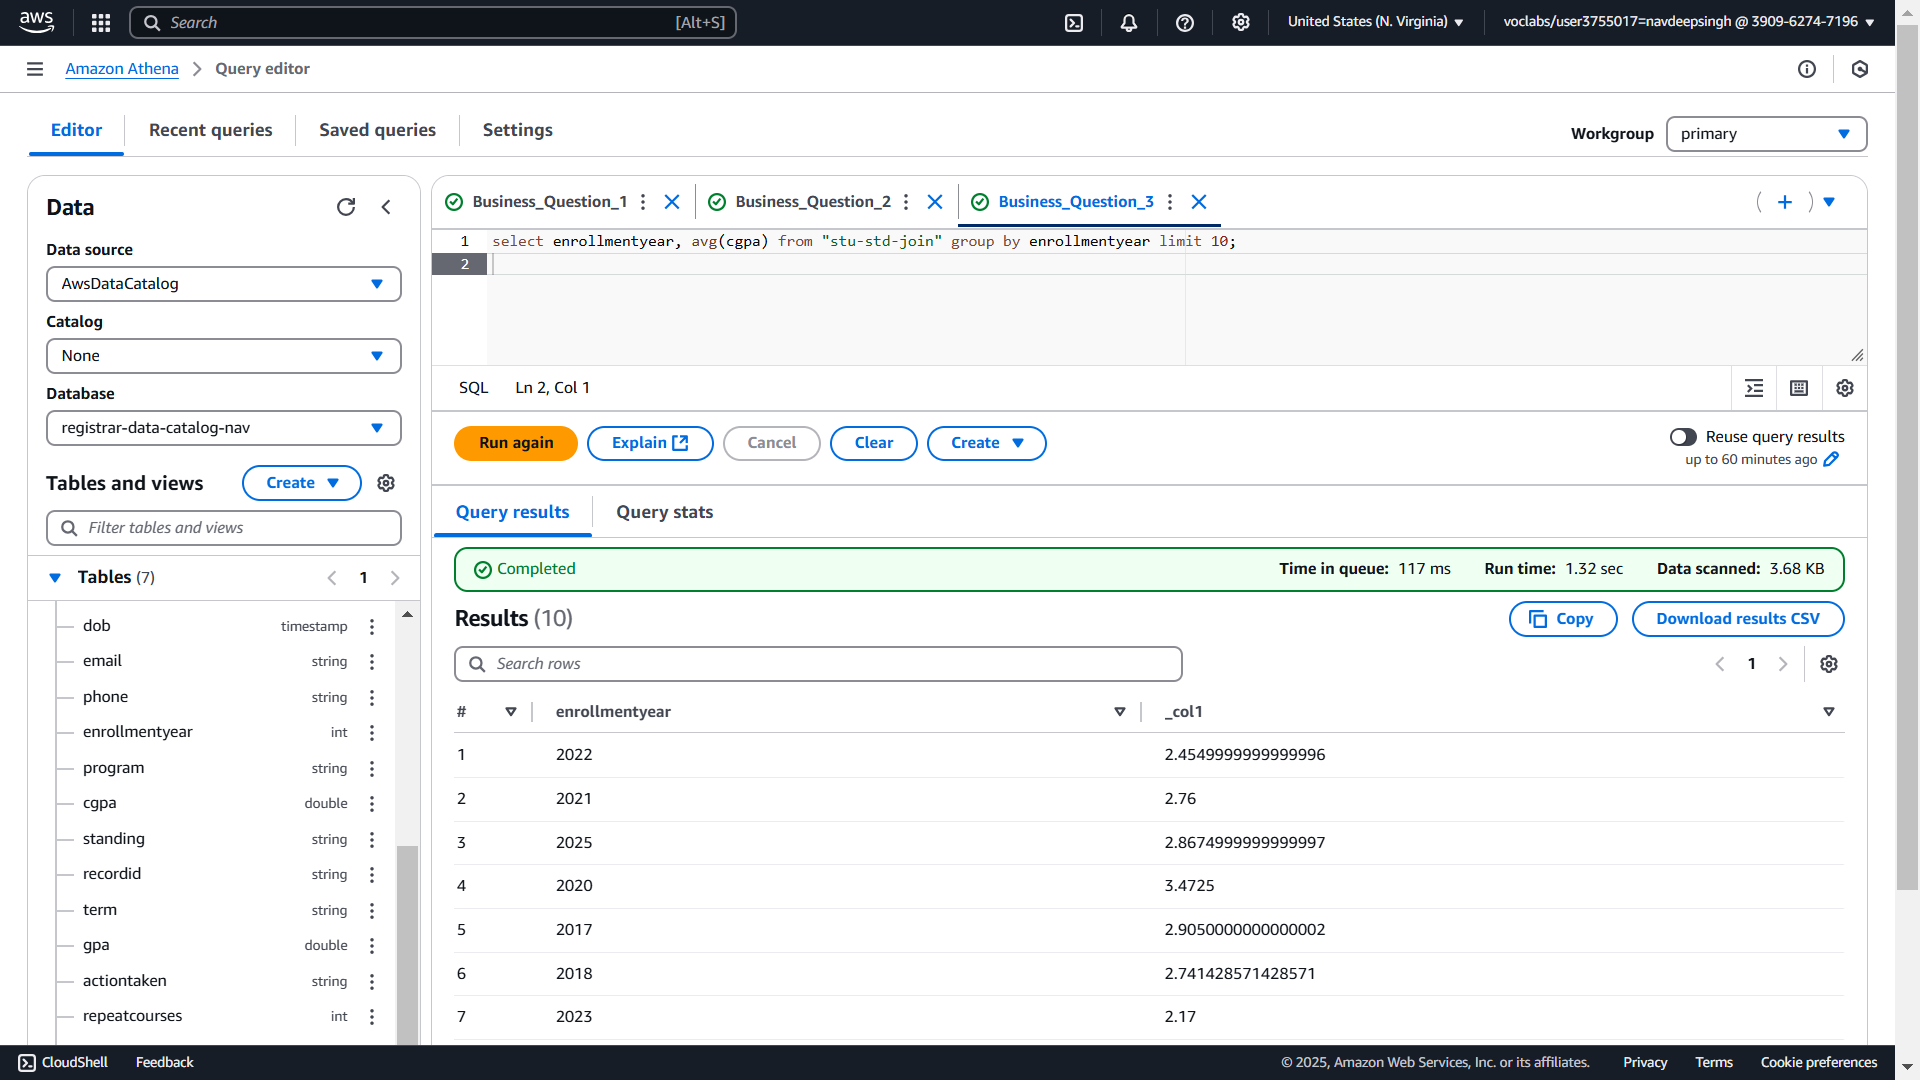 aws
Search [Alt+S]
United States (N. Virginia)
voclabs/user3755017=navdeepsingh @ 3909-6274-7196
Amazon Athena
Query editor
Editor
Recent queries
Saved queries
Settings
Workgroup
primary
Data
Data source
AwsDataCatalog
Catalog
None
Database
registrar-data-catalog-nav
Tables and views
Create
Filter tables and views
Tables (7)
1
dob timestamp
email string
phone string
enrollmentyear int
program string
cgpa double
standing string
recordid string
term string
gpa double
actiontaken string
repeatcourses int
Business_Question_1
Business_Question_2
Business_Question_3
1 select enrollmentyear, avg(cgpa) from "stu-std-join" group by enrollmentyear limit 10;
2
SQL Ln 2, Col 1
Run again
Explain
Cancel
Clear
Create
Reuse query results
up to 60 minutes ago
Query results
Query stats
Completed
Time in queue: 117 ms
Run time: 1.32 sec
Data scanned: 3.68 KB
Results (10)
Copy
Download results CSV
Search rows
1
# enrollmentyear _col1
1 2022 2.4549999999999996
2 2021 2.76
3 2025 2.8674999999999997
4 2020 3.4725
5 2017 2.9050000000000002
6 2018 2.741428571428571
7 2023 2.17
CloudShell
Feedback
© 2025, Amazon Web Services, Inc. or its affiliates.
Privacy
Terms
Cookie preferences